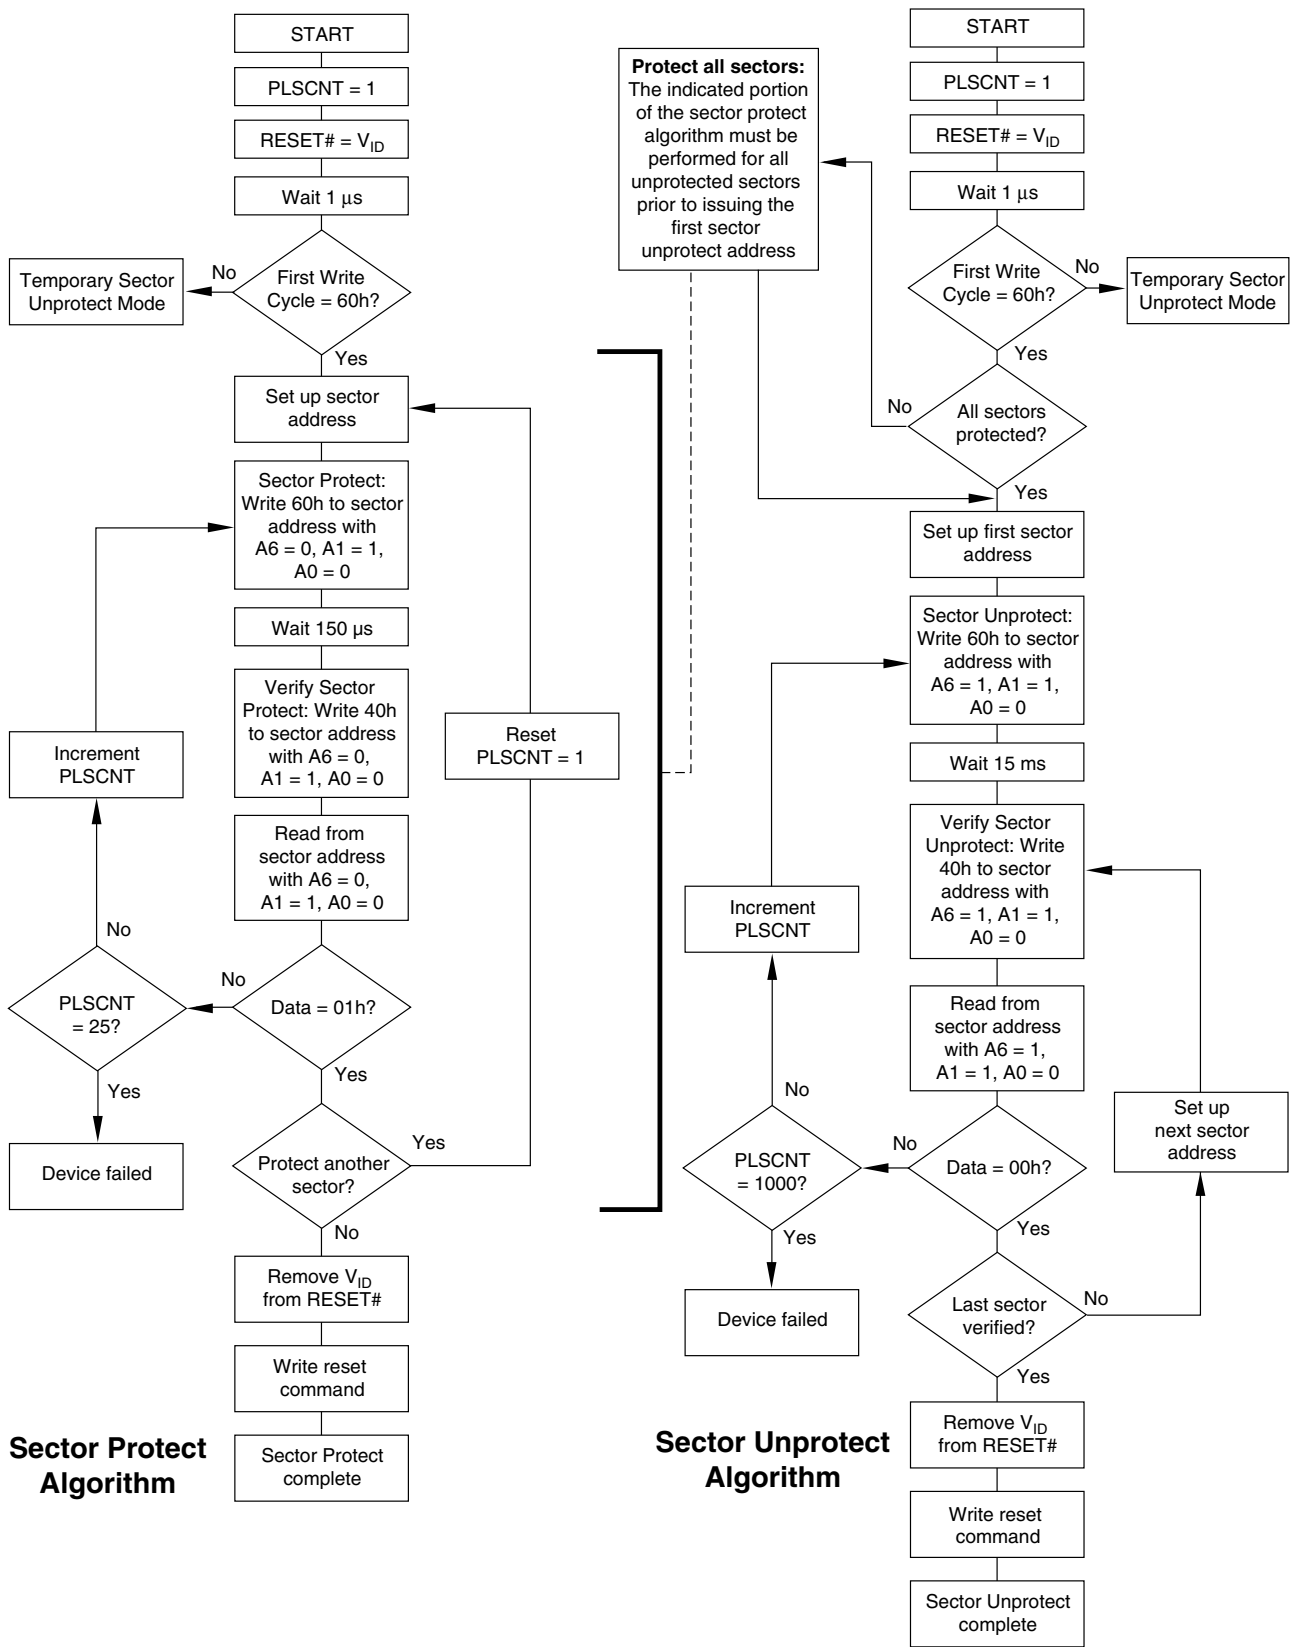 START
PLSCNT = 1
RESET# = VID
Wait 1 μs
First Write
Cycle = 60h?
No
Temporary Sector
Unprotect Mode
Yes
Set up sector
address
Sector Protect:
Write 60h to sector
address with
A6 = 0, A1 = 1,
A0 = 0
Wait 150 µs
Verify Sector
Protect: Write 40h
to sector address
with A6 = 0,
A1 = 1, A0 = 0
Increment
PLSCNT
Reset
PLSCNT = 1
Read from
sector address
with A6 = 0,
A1 = 1, A0 = 0
No
PLSCNT
= 25?
No
Data = 01h?
Yes
Yes
Device failed
Protect another
sector?
Yes
No
Remove VID
from RESET#
Write reset
command
Sector Protect
complete
Sector Protect
Algorithm
Protect all sectors:
The indicated portion
of the sector protect
algorithm must be
performed for all
unprotected sectors
prior to issuing the
first sector
unprotect address
START
PLSCNT = 1
RESET# = VID
Wait 1 μs
First Write
Cycle = 60h?
No
Temporary Sector
Unprotect Mode
Yes
No
All sectors
protected?
Yes
Set up first sector
address
Sector Unprotect:
Write 60h to sector
address with
A6 = 1, A1 = 1,
A0 = 0
Wait 15 ms
Verify Sector
Unprotect: Write
40h to sector
address with
A6 = 1, A1 = 1,
A0 = 0
Increment
PLSCNT
Read from
sector address
with A6 = 1,
A1 = 1, A0 = 0
Set up
next sector
address
No
PLSCNT
= 1000?
No
Data = 00h?
Yes
Yes
Device failed
Last sector
verified?
No
Yes
Remove VID
from RESET#
Write reset
command
Sector Unprotect
complete
Sector Unprotect
Algorithm